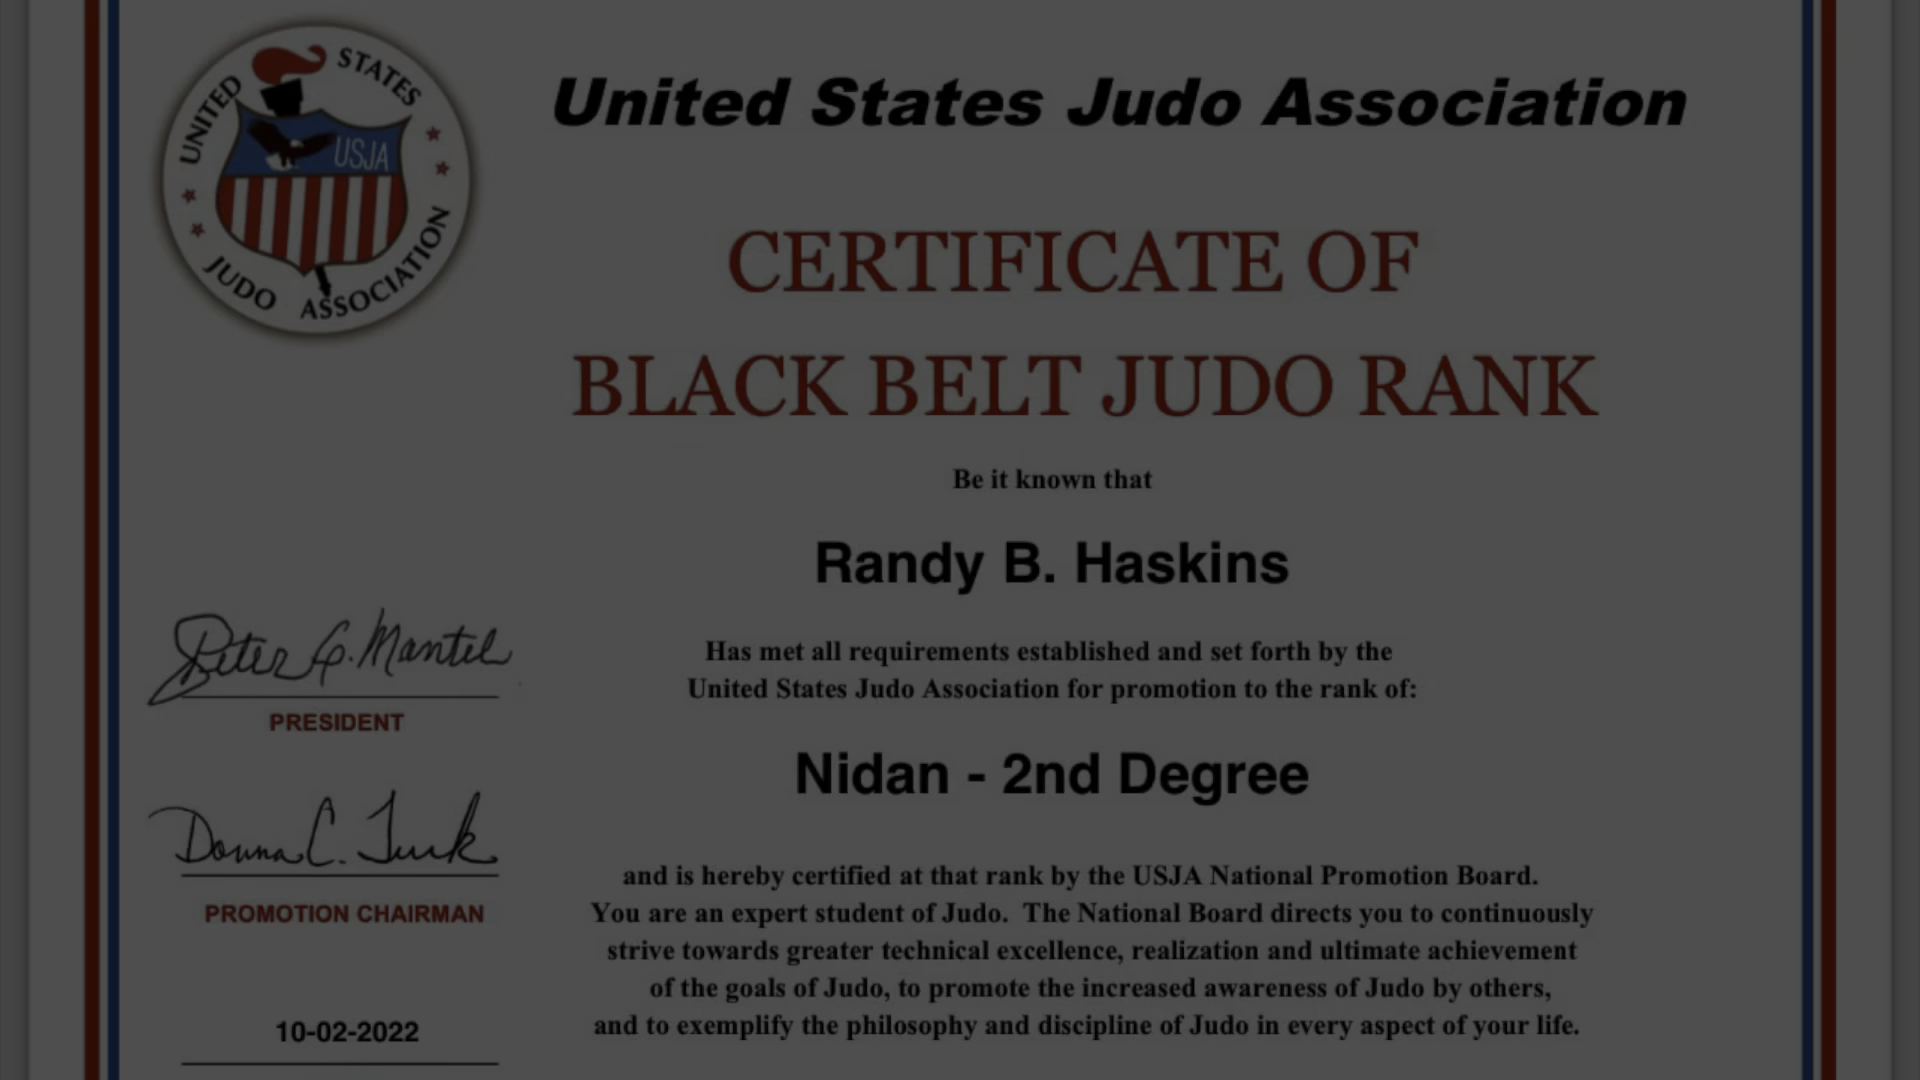 UNITED STATES
JUDO ASSOCIATION
USJA
United States Judo Association
CERTIFICATE OF
BLACK BELT JUDO RANK
Be it known that
Randy B. Haskins
Has met all requirements established and set forth by the
United States Judo Association for promotion to the rank of:
Nidan - 2nd Degree
and is hereby certified at that rank by the USJA National Promotion Board.
You are an expert student of Judo. The National Board directs you to continuously
strive towards greater technical excellence, realization and ultimate achievement
of the goals of Judo, to promote the increased awareness of Judo by others,
and to exemplify the philosophy and discipline of Judo in every aspect of your life.
Peter G. Mantel
PRESIDENT
Donna C. Turk
PROMOTION CHAIRMAN
10-02-2022